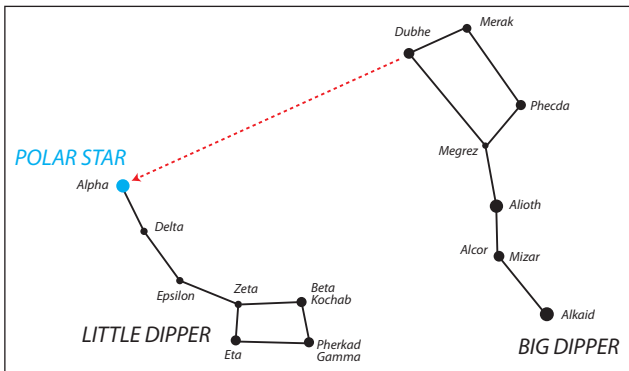 Dubhe
Merak
Phecda
Megrez
POLAR STAR
Alpha
Delta
Alioth
Alcor
Mizar
Epsilon
Zeta
Beta
Kochab
LITTLE DIPPER
Eta
Pherkad
Gamma
Alkaid
BIG DIPPER